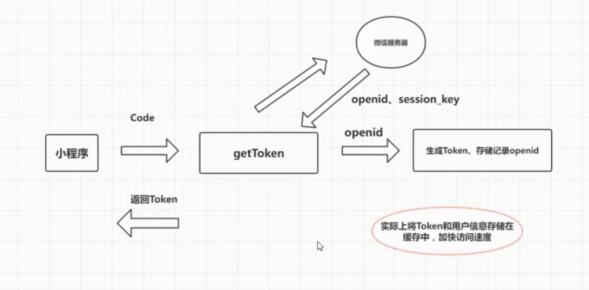 微信服务器
openid、session_key
Code
openid
小程序
getToken
生成Token、存储记录openid
返回Token
实际上将Token和用户信息存储在
缓存中，加快访问速度